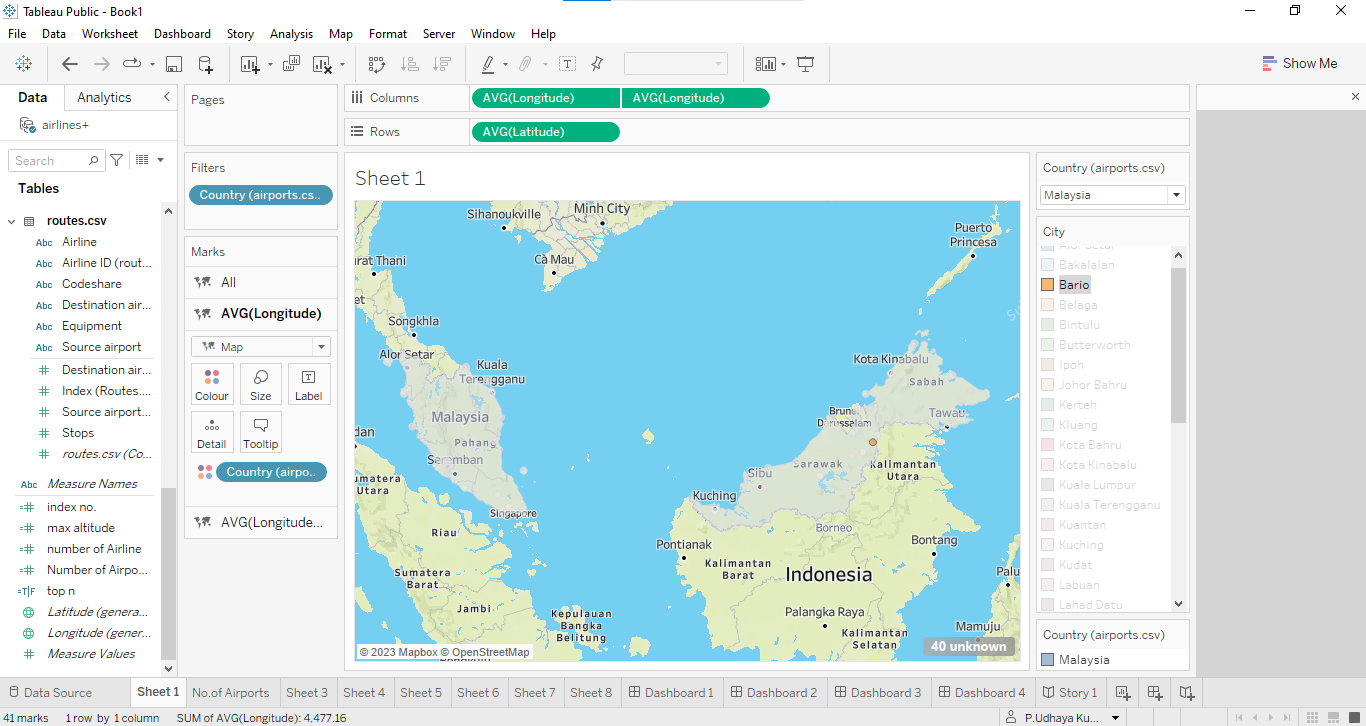 Tableau Public - Book1
File Data Worksheet Dashboard Story Analysis Map Format Server Window Help
Show Me
Data Analytics
airlines+
Search
Tables
routes.csv
Abc Airline
Abc Airline ID (rout...
Abc Codeshare
Abc Destination air...
Abc Equipment
Abc Source airport
# Destination air...
# Index (Routes....
# Source airport...
# Stops
# routes.csv (Co...
Abc Measure Names
=# index no.
=# max altitude
=# number of Airline
=# Number of Airpo...
=T|F top n
Latitude (genera...
Longitude (gener...
# Measure Values
Pages
Filters
Country (airports.cs..
Marks
All
AVG(Longitude)
Map
Colour
Size
Label
Detail
Tooltip
Country (airpo..
AVG(Longitude...
Columns AVG(Longitude) AVG(Longitude)
Rows AVG(Latitude)
Sheet 1
Sihanoukville
Minh City
Puerto
Princesa
rat Thani
Cà Mau
et
Songkhla
Alor Setar
Kuala
Terengganu
Kota Kinabalu
Sabah
Malaysia
Brune
Darussalam
Tawau
dan
Pahang
Seremban
Sarawak
Kalimantan
Utara
umatera
Utara
Sibu
Kuching
Singapore
Riau
Borneo
Pontianak
Bontang
Kalimantan
Barat
Indonesia
Sumatera
Barat
Palu
Jambi
Kepulauan
Bangka
Belitung
Palangka Raya
Kalimantan
Selatan
Mamuju
40 unknown
© 2023 Mapbox © OpenStreetMap
Country (airports.csv)
Malaysia
City
Alor Setar
Bakalalan
Bario
Belaga
Bintulu
Butterworth
Ipoh
Johor Bahru
Kerteh
Kluang
Kota Bahru
Kota Kinabalu
Kuala Lumpur
Kuala Terengganu
Kuantan
Kuching
Kudat
Labuan
Lahad Datu
Country (airports.csv)
Malaysia
Data Source Sheet 1 No.of Airports Sheet 3 Sheet 4 Sheet 5 Sheet 6 Sheet 7 Sheet 8 Dashboard 1 Dashboard 2 Dashboard 3 Dashboard 4 Story 1
41 marks 1 row by 1 column SUM of AVG(Longitude): 4,477.16 P.Udhaya Ku...